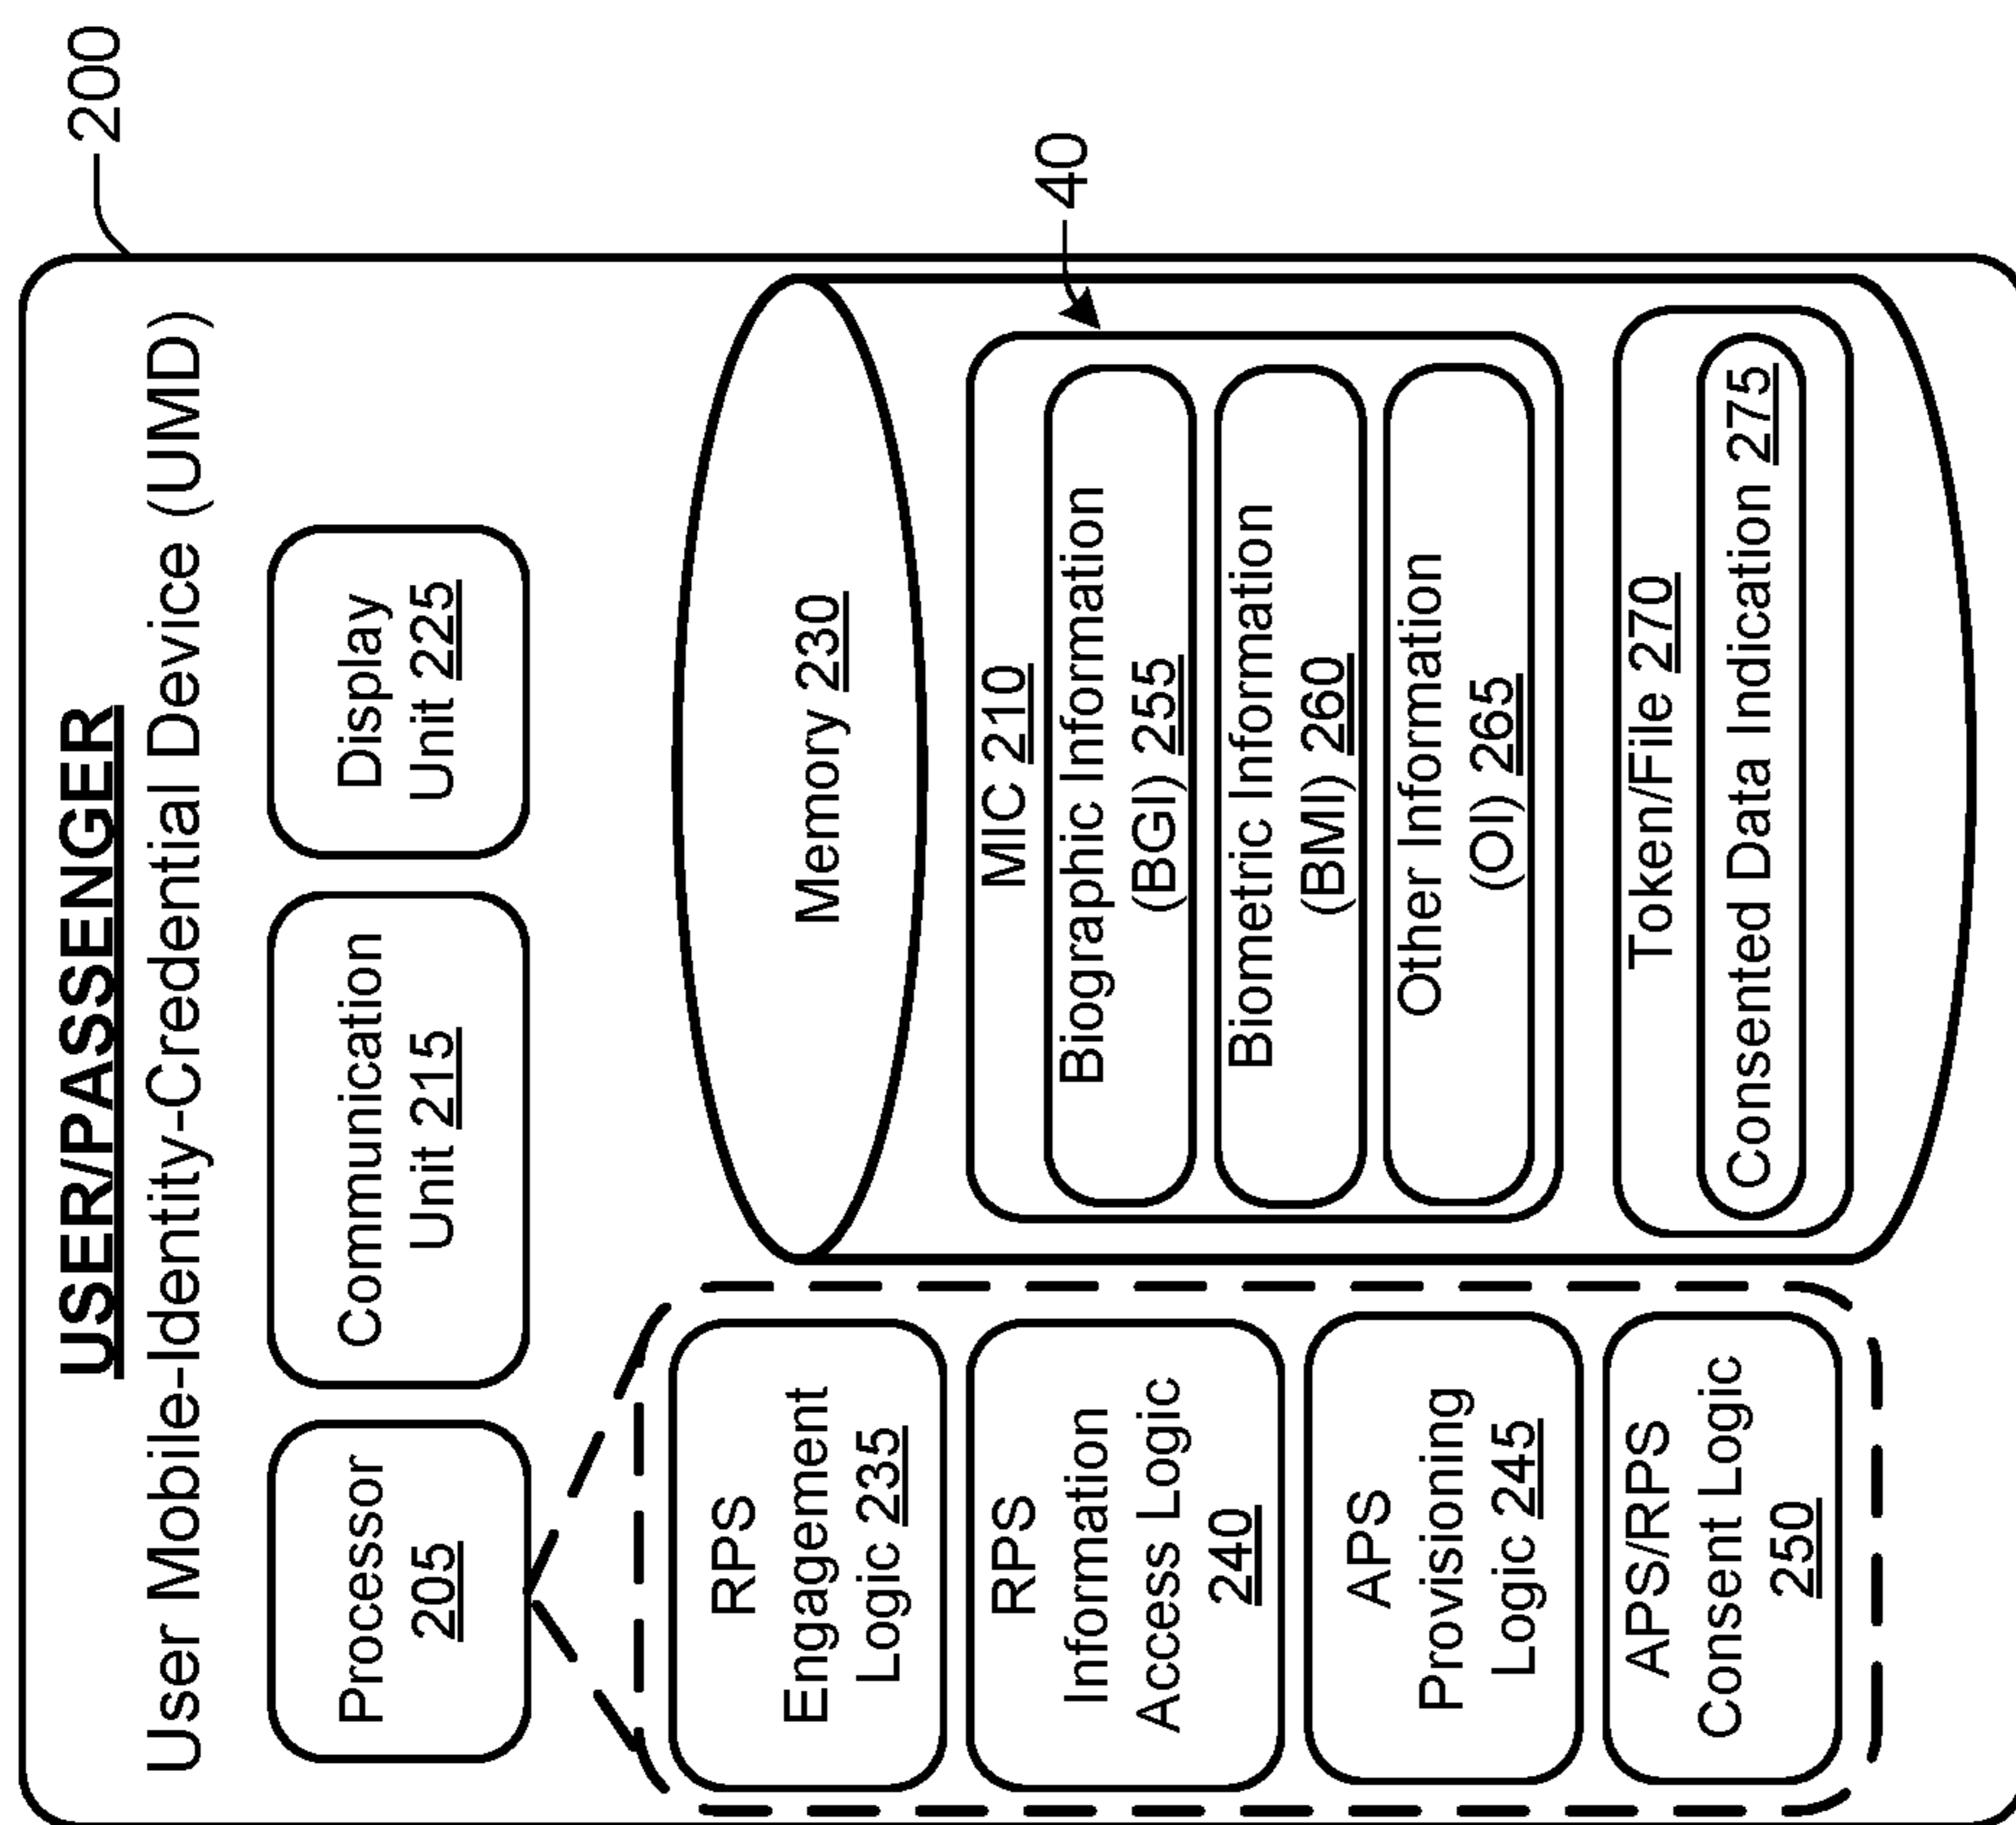 200
USER/PASSENGER
User Mobile-Identity-Credential Device (UMD)
Processor
205
Communication
Unit 215
Display
Unit 225
RPS
Engagement
Logic 235
RPS
Information
Access Logic
240
APS
Provisioning
Logic 245
APS/RPS
Consent Logic
250
Memory 230
40
MIC 210
Biographic Information
(BGI) 255
Biometric Information
(BMI) 260
Other Information
(OI) 265
Token/File 270
Consented Data Indication 275